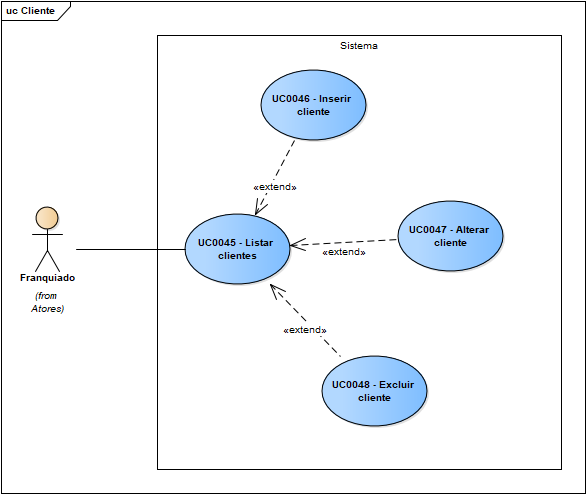 uc Cliente
Sistema
UC0046 - Inserir
cliente
«extend»
UC0045 - Listar
clientes
UC0047 - Alterar
cliente
«extend»
Franquiado
(from
Atores)
«extend»
UC0048 - Excluir
cliente